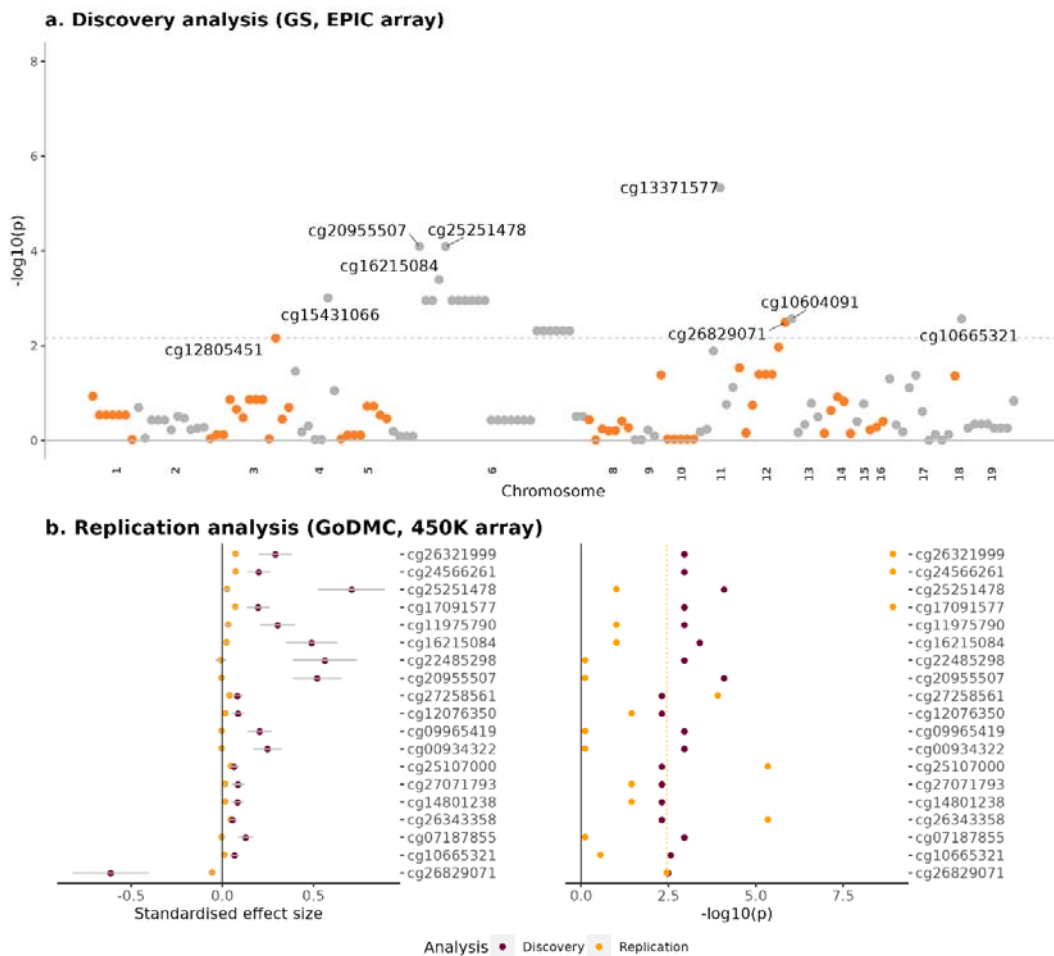 a. Discovery analysis (GS, EPIC array)
8
6
4
2
0
-log10(p)
cg13371577
cg20955507
cg25251478
cg16215084
cg15431066
cg10604091
cg26829071
cg10665321
cg12805451
1 2 3 4 5 6 8 9 10 11 12 13 14 15 16 17 18 19
Chromosome
b. Replication analysis (GoDMC, 450K array)
cg26321999 cg26321999
cg24566261 cg24566261
cg25251478 cg25251478
cg17091577 cg17091577
cg11975790 cg11975790
cg16215084 cg16215084
cg22485298 cg22485298
cg20955507 cg20955507
cg27258561 cg27258561
cg12076350 cg12076350
cg09965419 cg09965419
cg00934322 cg00934322
cg25107000 cg25107000
cg27071793 cg27071793
cg14801238 cg14801238
cg26343358 cg26343358
cg07187855 cg07187855
cg10665321 cg10665321
cg26829071 cg26829071
-0.5 0.0 0.5 0.0 2.5 5.0 7.5
Standardised effect size -log10(p)
Analysis Discovery Replication